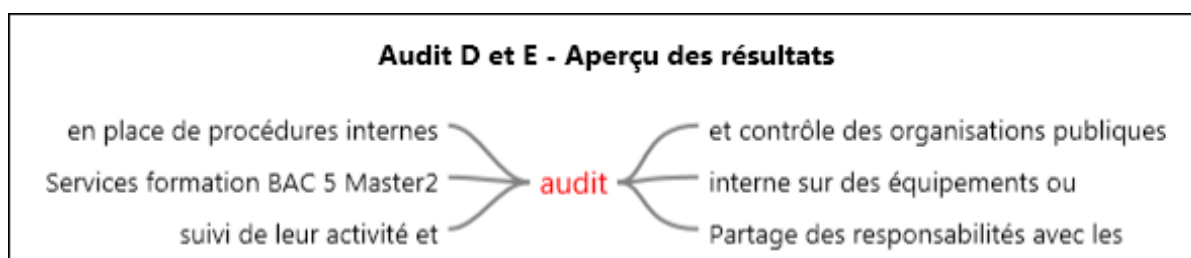 Audit D et E - Aperçu des résultats
en place de procédures internes
Services formation BAC 5 Master2
suivi de leur activité et
audit
et contrôle des organisations publiques
interne sur des équipements ou
Partage des responsabilités avec les